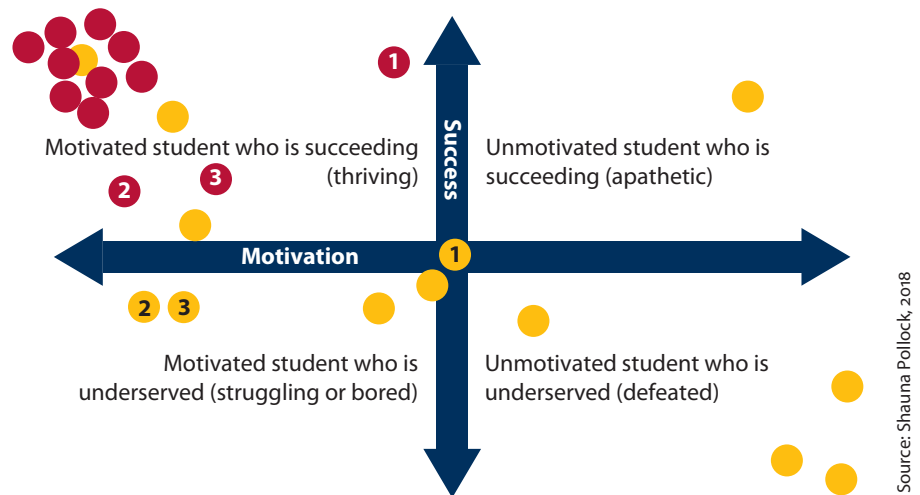 1
Success
Motivated student who is succeeding
(thriving)
Unmotivated student who is
succeeding (apathetic)
2
3
Motivation
1
2
3
Motivated student who is
underserved (struggling or bored)
Unmotivated student who is
underserved (defeated)
Source: Shauna Pollock, 2018